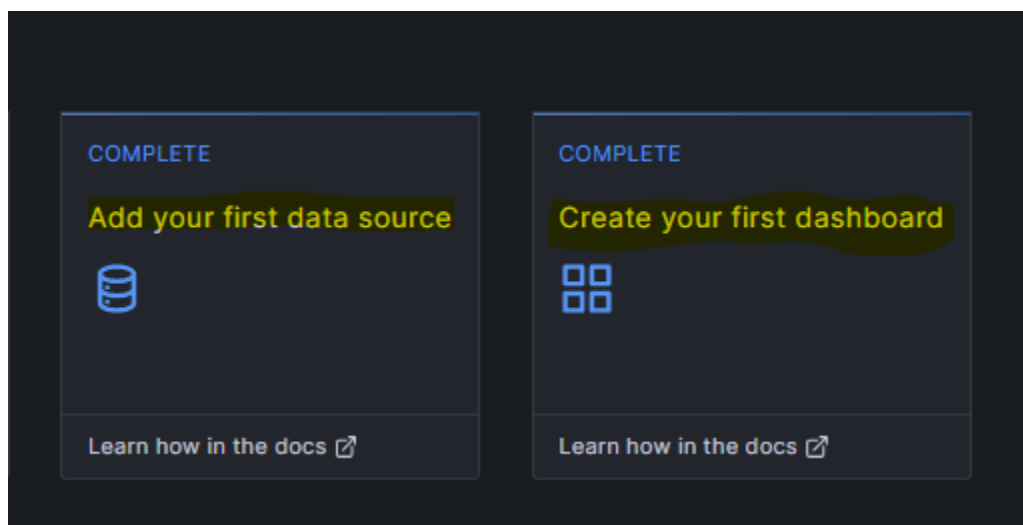 COMPLETE
Add your first data source
Learn how in the docs
COMPLETE
Create your first dashboard
Learn how in the docs